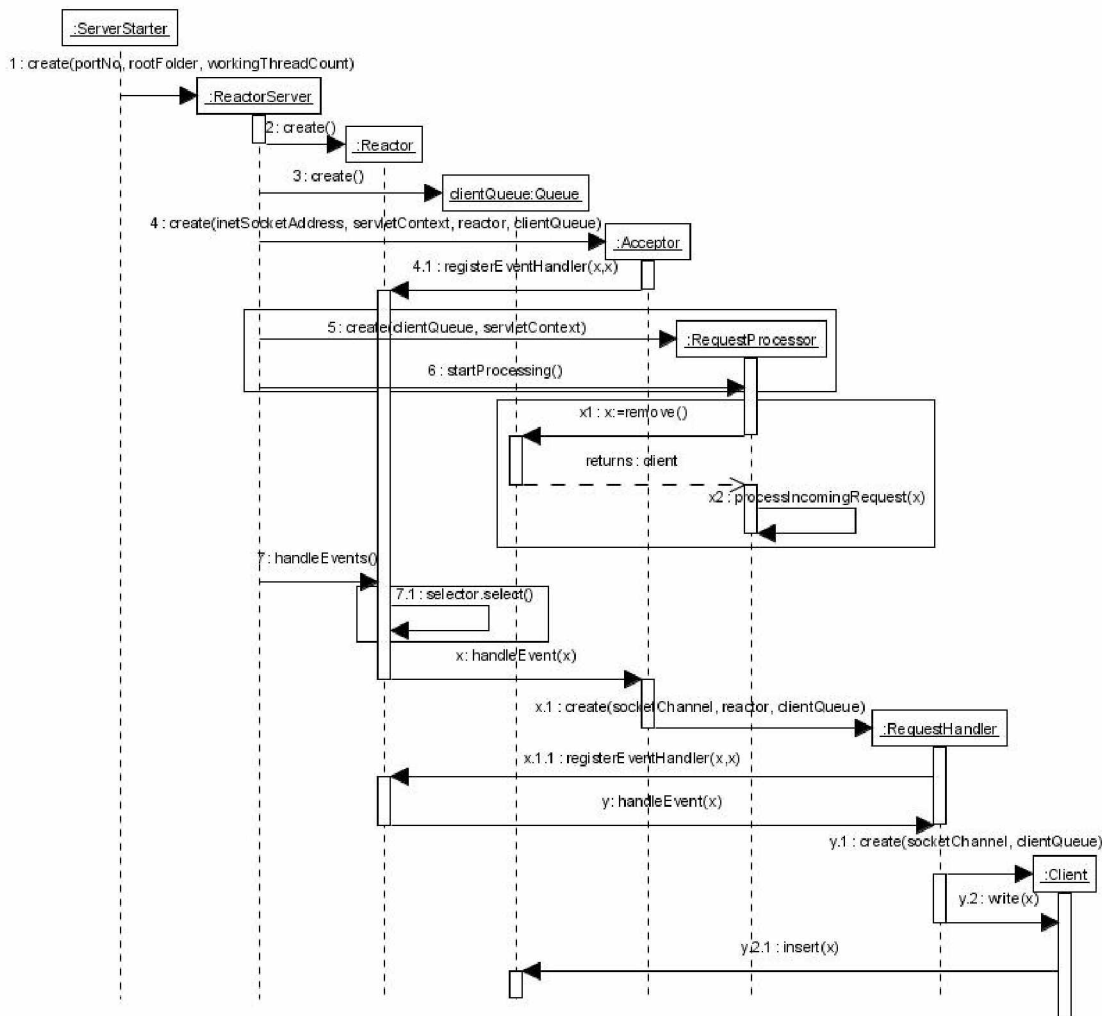 :ServerStarter
1 : create(portNo, rootFolder, workingThreadCount)
:ReactorServer
2 : create()
:Reactor
3 : create()
clientQueue:Queue
4 : create(inetSocketAddress, servletContext, reactor, clientQueue)
:Acceptor
4.1 : registerEventHandler(x,x)
5 : create(clientQueue, servletContext)
:RequestProcessor
6 : startProcessing()
x1 : x:=remove()
returns : client
x2 : processIncomingRequest(x)
7 : handleEvents()
7.1 : selector.select()
x: handleEvent(x)
x.1 : create(socketChannel, reactor, clientQueue)
:RequestHandler
x.1.1 : registerEventHandler(x,x)
y: handleEvent(x)
y.1 : create(socketChannel, clientQueue)
:Client
y.2 : write(x)
y.2.1 : insert(x)